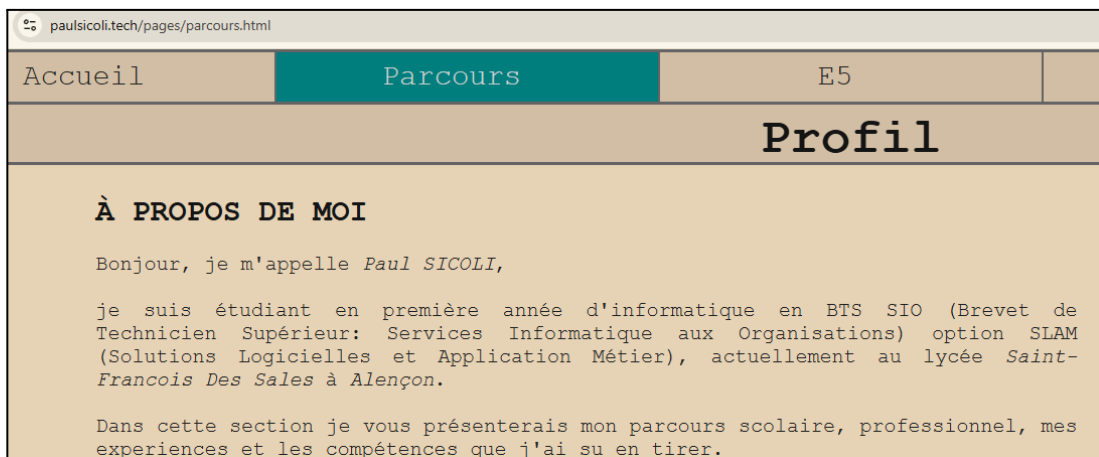 paulsicoli.tech/pages/parcours.html
Accueil Parcours E5
Profil
À PROPOS DE MOI
Bonjour, je m'appelle Paul SICOLI,
je suis étudiant en première année d'informatique en BTS SIO (Brevet de
Technicien Supérieur: Services Informatique aux Organisations) option SLAM
(Solutions Logicielles et Application Métier), actuellement au lycée Saint-
Francois Des Sales à Alençon.
Dans cette section je vous présenterais mon parcours scolaire, professionnel, mes
experiences et les compétences que j'ai su en tirer.